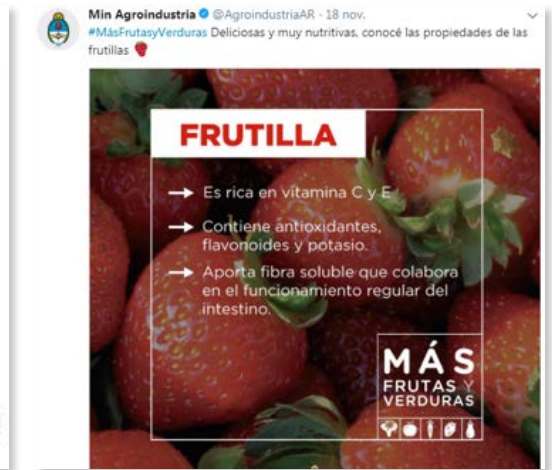 Min Agroindustria @AgroindustriaAR - 18 nov.
#MásFrutasyVerduras Deliciosas y muy nutritivas. conocé las propiedades de las
frutillas
FRUTILLA
→ Es rica en vitamina C y E
→ Contiene antioxidantes,
flavonoides y potasio.
→ Aporta fibra soluble que colabora
en el funcionamiento regular del
intestino.
MÁS
FRUTAS Y
VERDURAS